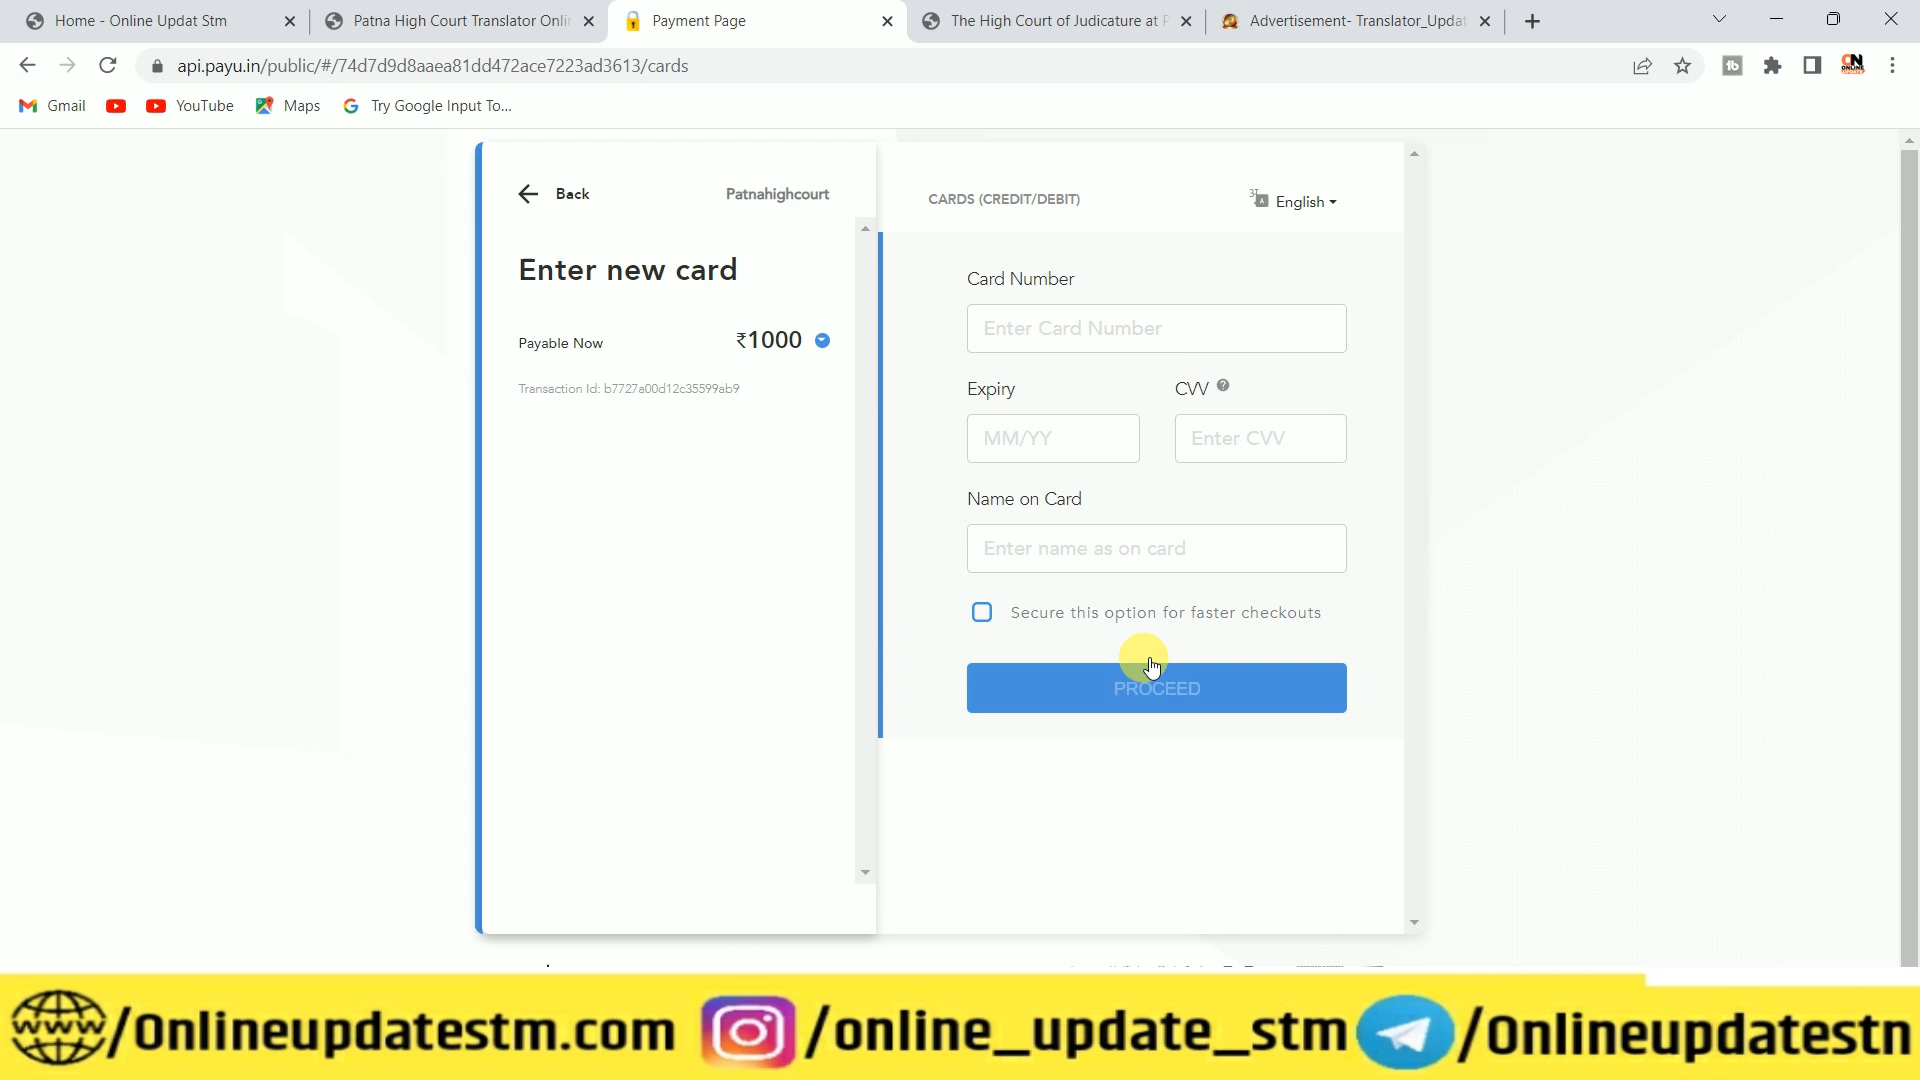 Home - Online Updat Stm
Patna High Court Translator Onli
Payment Page
The High Court of Judicature at P
Advertisement- Translator_Updat
api.payu.in/public/#/74d7d9d8aaea81dd472ace7223ad3613/cards
Gmail
YouTube
Maps
Try Google Input To...
Back
Patnahighcourt
Enter new card
Payable Now
₹1000
Transaction Id: b7727a00d12c35599ab9
CARDS (CREDIT/DEBIT)
English
Card Number
Enter Card Number
Expiry
CVV
MM/YY
Enter CVV
Name on Card
Enter name as on card
Secure this option for faster checkouts
PROCEED
www/Onlineupdatestm.com
/online_update_stm
/Onlineupdatestn